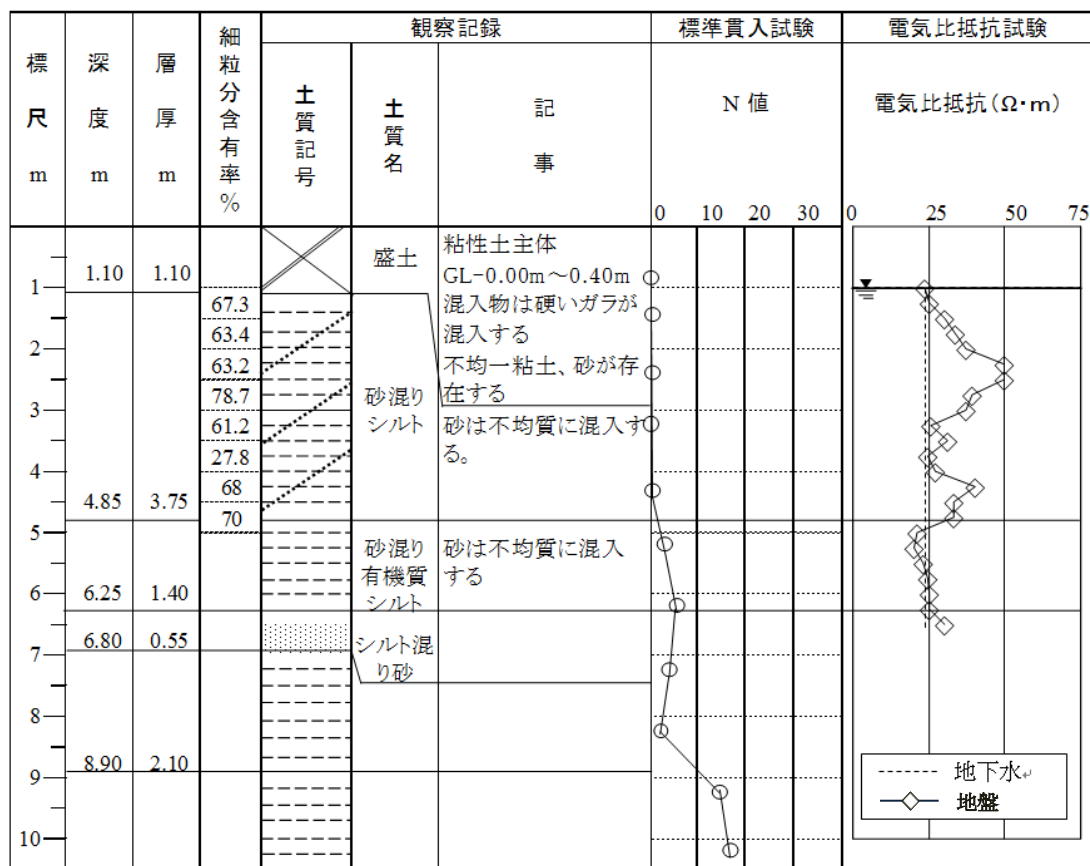 標尺 m
深度 m
層厚 m
細粒分含有率%
観察記録
標準貫入試験
電気比抵抗試験
土質記号
土質名
記事
N 値
電気比抵抗(Ω・m)
0 10 20 30
0 25 50 75
盛土
粘性土主体
GL-0.00m～0.40m
混入物は硬いガラが
混入する
不均一粘土、砂が存
在する
1.10 1.10
1
67.3
63.4
2
63.2
78.7
砂混り
シルト
3
61.2
砂は不均質に混入す
る。
27.8
4
68
4.85 3.75
70
5
砂混り
有機質
シルト
砂は不均質に混入
する
6
6.25 1.40
6.80 0.55
シルト混
り砂
7
8
8.90 2.10
9
10
地下水
地盤